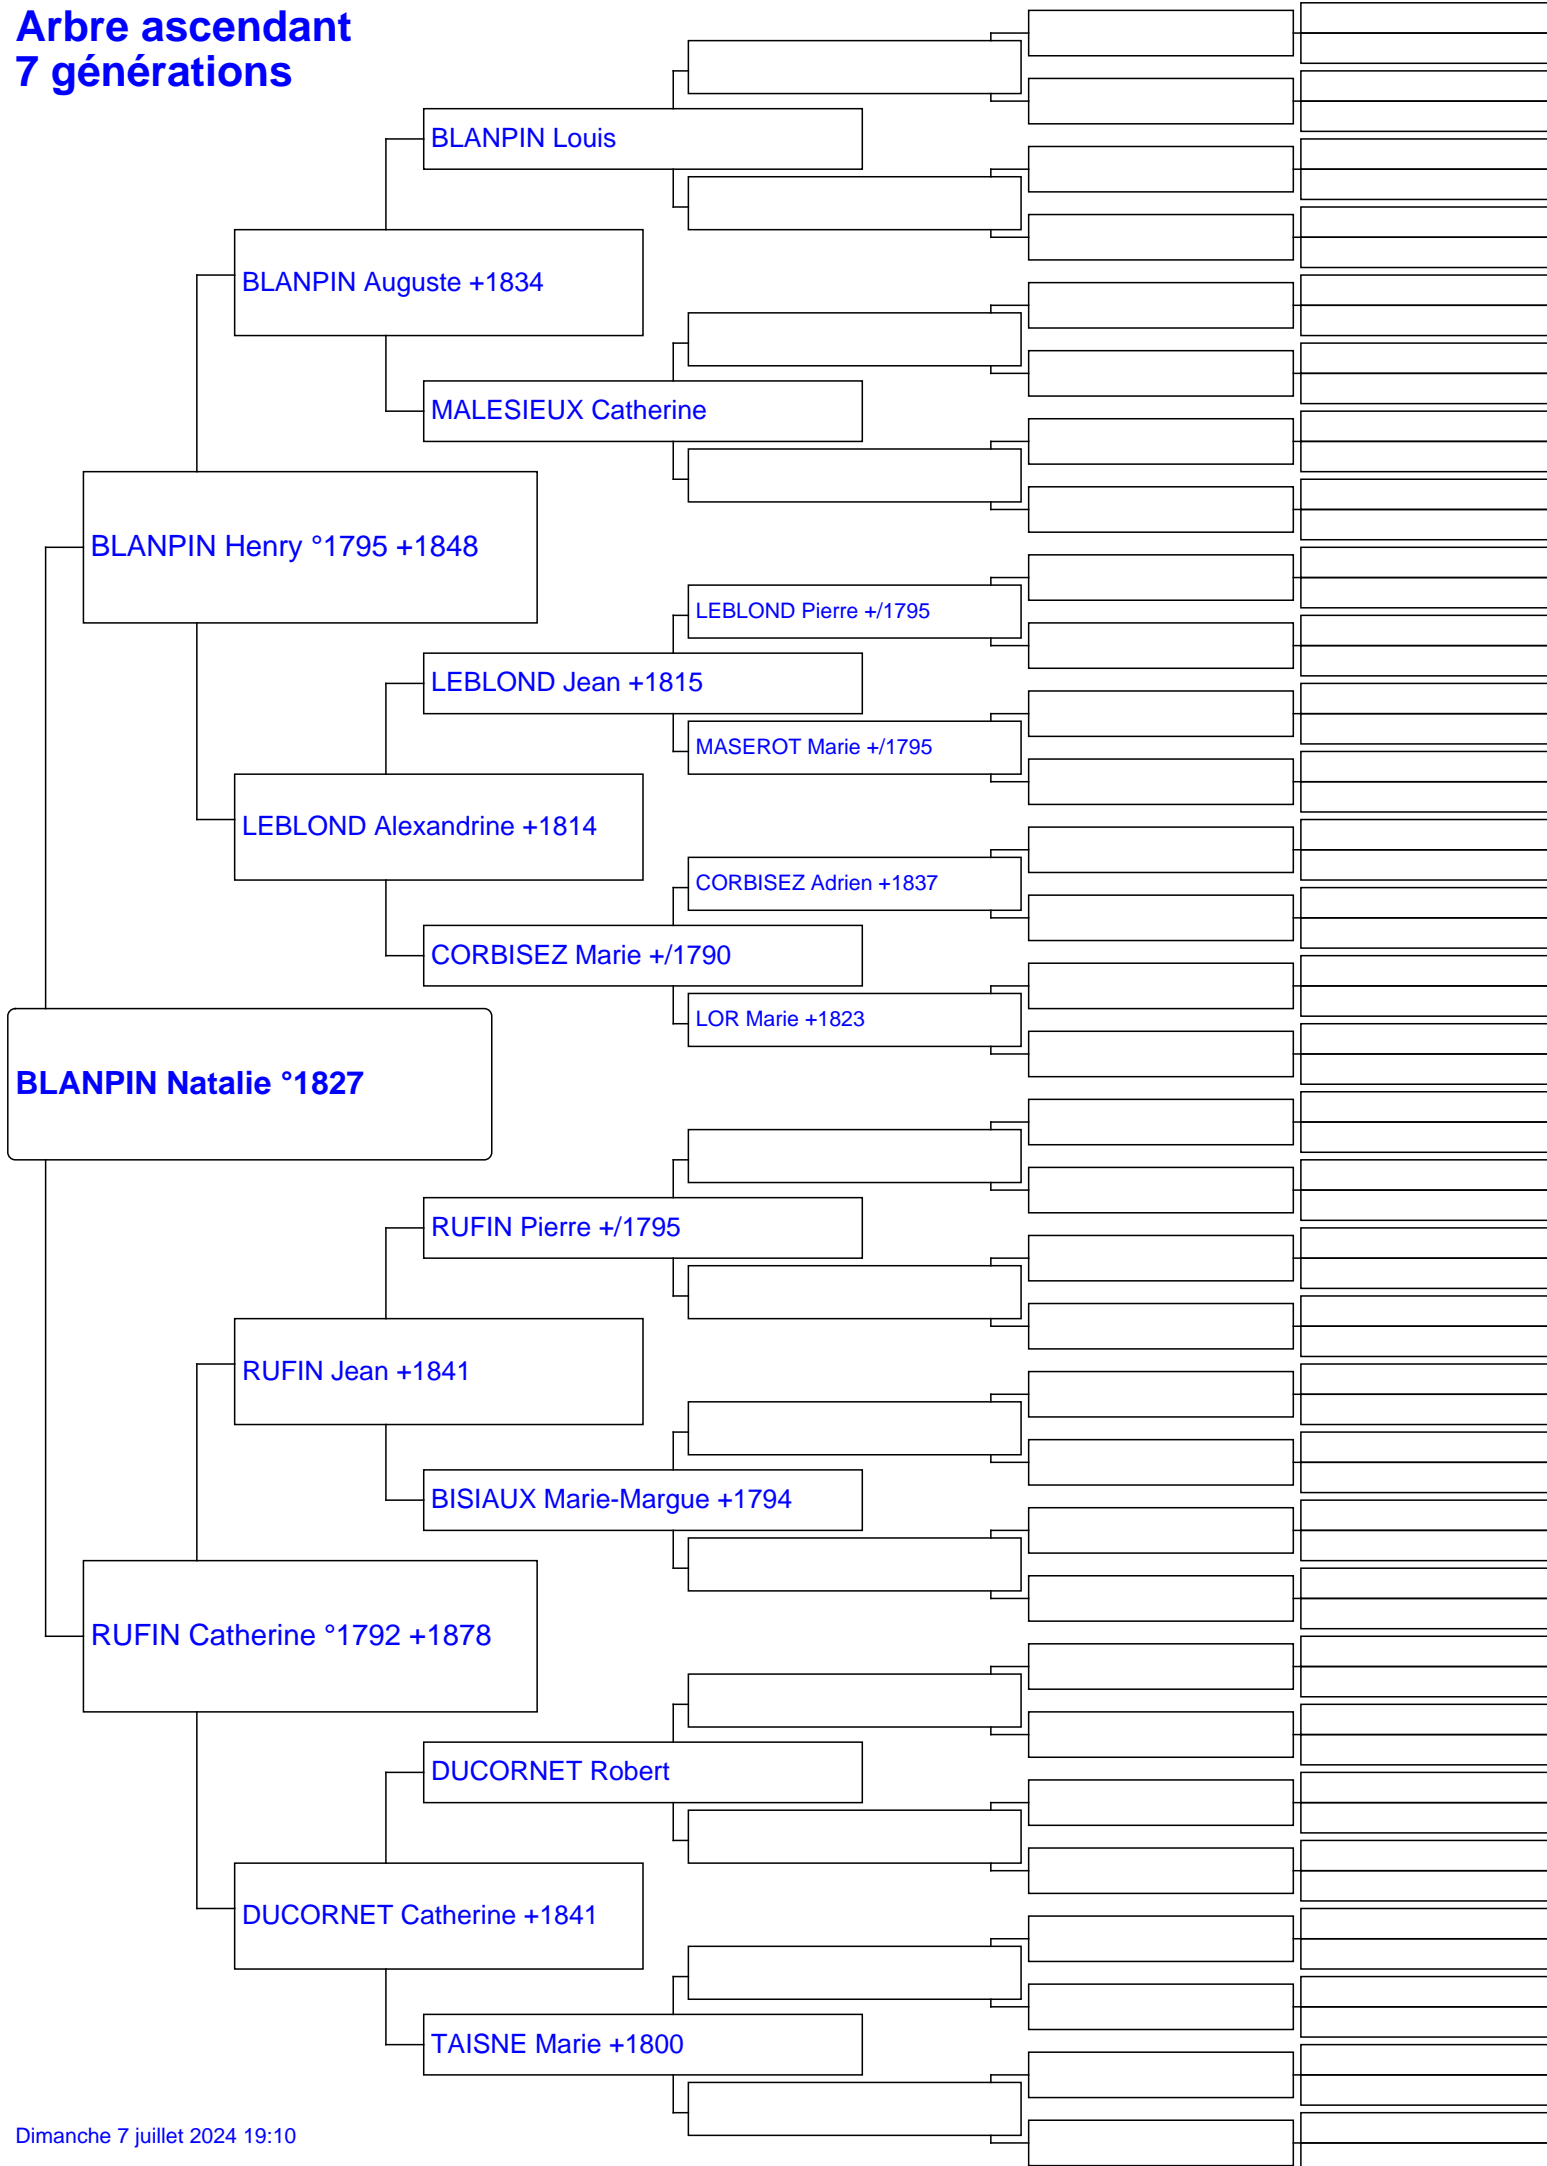 Arbre ascendant
7 générations
BLANPIN Louis
BLANPIN Auguste +1834
MALESIEUX Catherine
BLANPIN Henry °1795 +1848
LEBLOND Pierre +/1795
LEBLOND Jean +1815
MASEROT Marie +/1795
LEBLOND Alexandrine +1814
CORBISEZ Adrien +1837
CORBISEZ Marie +/1790
LOR Marie +1823
BLANPIN Natalie °1827
RUFIN Pierre +/1795
RUFIN Jean +1841
BISIAUX Marie-Margue +1794
RUFIN Catherine °1792 +1878
DUCORNET Robert
DUCORNET Catherine +1841
TAISNE Marie +1800
Dimanche 7 juillet 2024 19:10